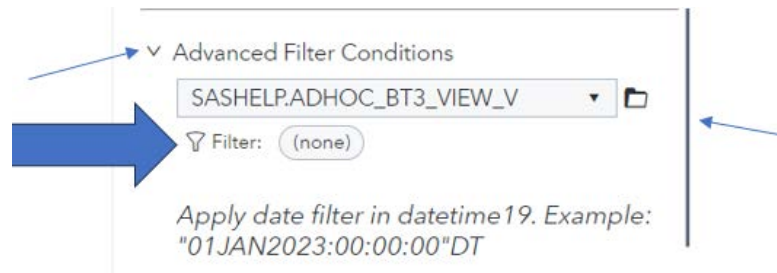 Advanced Filter Conditions
SASHELP.ADHOC_BT3_VIEW_V
Filter: (none)
Apply date filter in datetime19. Example:
"01JAN2023:00:00:00"DT